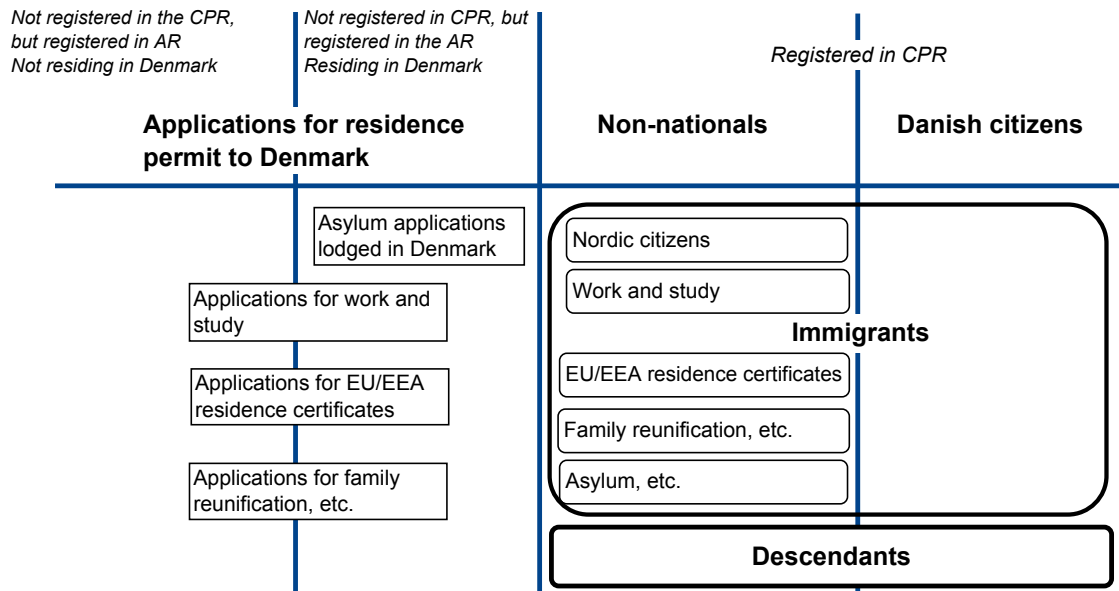 Not registered in the CPR,
but registered in AR
Not residing in Denmark
Not registered in CPR, but
registered in the AR
Residing in Denmark
Registered in CPR
Applications for residence
permit to Denmark
Non-nationals
Danish citizens
Asylum applications
lodged in Denmark
Applications for work and
study
Applications for EU/EEA
residence certificates
Applications for family
reunification, etc.
Nordic citizens
Work and study
Immigrants
EU/EEA residence certificates
Family reunification, etc.
Asylum, etc.
Descendants